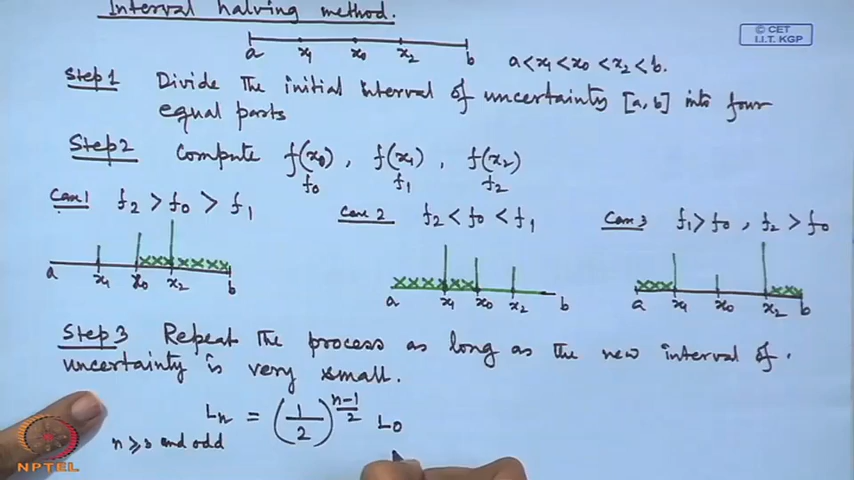 Interval halving method.
© CET
I.I.T. KGP
a x₁ x₀ x₂ b
a < x₁ < x₀ < x₂ < b.
Step 1 Divide the initial interval of uncertainty [a, b] into four
equal parts
Step 2 Compute f(x₀), f(x₁), f(x₂)
f₀ f₁ f₂
Case 1 f₂ > f₀ > f₁
Case 2 f₂ < f₀ < f₁
Case 3 f₁ > f₀, f₂ > f₀
a x₁ x₀ x₂ b
a x₁ x₀ x₂ b
a x₁ x₀ x₂ b
Step 3 Repeat the process as long as the new interval of
uncertainty is very small.
Lₙ = (1/2)^((n-1)/2) L₀
n ≥ 3 and odd
NPTEL